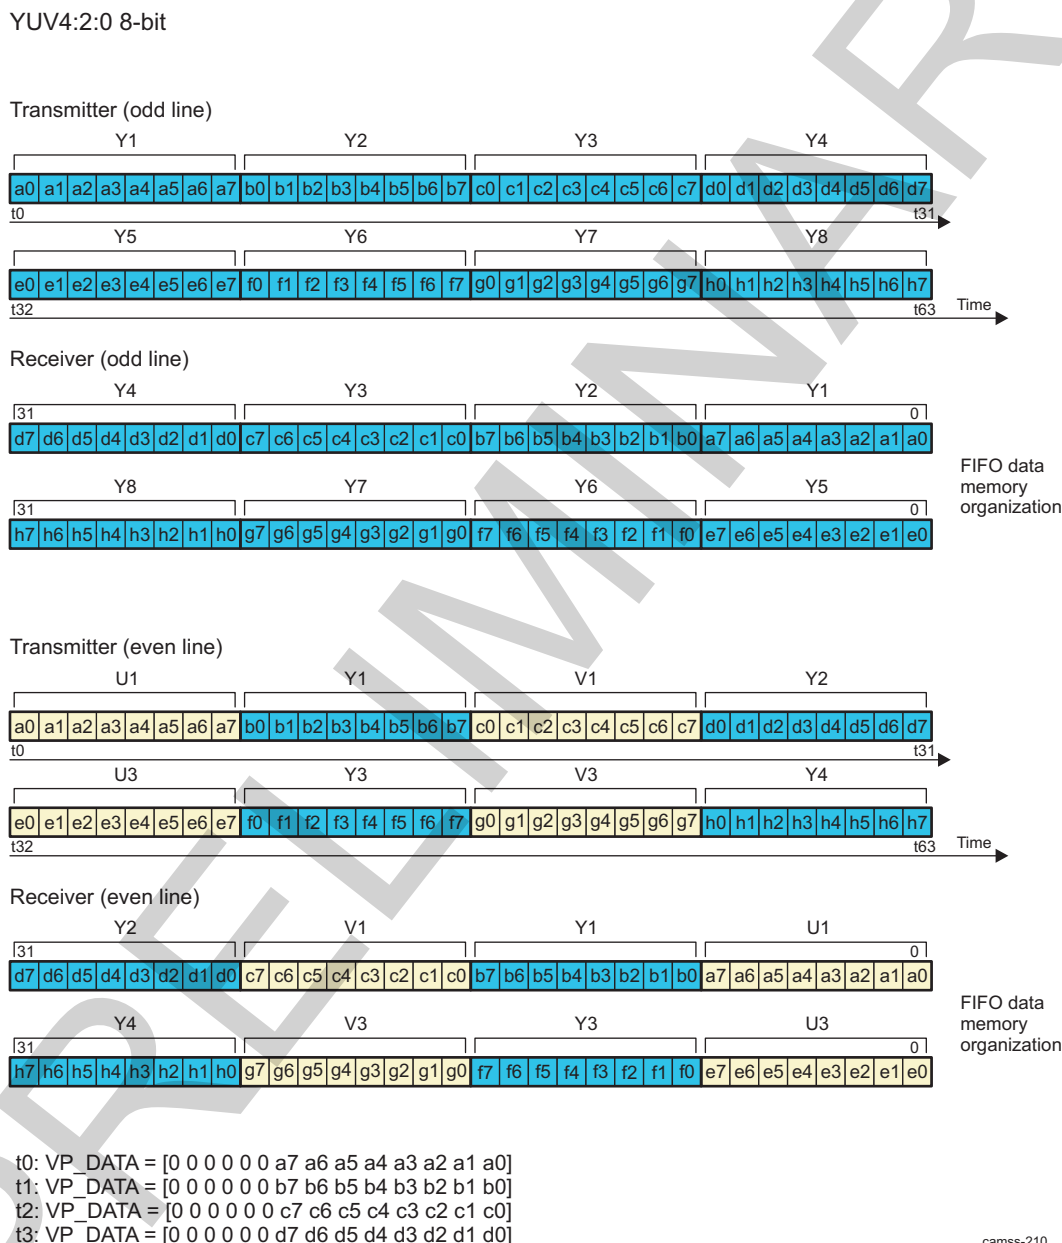 YUV4:2:0 8-bit
Transmitter (odd line)
Y1 Y2 Y3 Y4
a0 a1 a2 a3 a4 a5 a6 a7 b0 b1 b2 b3 b4 b5 b6 b7 c0 c1 c2 c3 c4 c5 c6 c7 d0 d1 d2 d3 d4 d5 d6 d7
t0 t31
Y5 Y6 Y7 Y8
e0 e1 e2 e3 e4 e5 e6 e7 f0 f1 f2 f3 f4 f5 f6 f7 g0 g1 g2 g3 g4 g5 g6 g7 h0 h1 h2 h3 h4 h5 h6 h7
t32 t63 Time
Receiver (odd line)
Y4 Y3 Y2 Y1
31 0
d7 d6 d5 d4 d3 d2 d1 d0 c7 c6 c5 c4 c3 c2 c1 c0 b7 b6 b5 b4 b3 b2 b1 b0 a7 a6 a5 a4 a3 a2 a1 a0
Y8 Y7 Y6 Y5
31 0
h7 h6 h5 h4 h3 h2 h1 h0 g7 g6 g5 g4 g3 g2 g1 g0 f7 f6 f5 f4 f3 f2 f1 f0 e7 e6 e5 e4 e3 e2 e1 e0
FIFO data
memory
organization
Transmitter (even line)
U1 Y1 V1 Y2
a0 a1 a2 a3 a4 a5 a6 a7 b0 b1 b2 b3 b4 b5 b6 b7 c0 c1 c2 c3 c4 c5 c6 c7 d0 d1 d2 d3 d4 d5 d6 d7
t0 t31
U3 Y3 V3 Y4
e0 e1 e2 e3 e4 e5 e6 e7 f0 f1 f2 f3 f4 f5 f6 f7 g0 g1 g2 g3 g4 g5 g6 g7 h0 h1 h2 h3 h4 h5 h6 h7
t32 t63 Time
Receiver (even line)
Y2 V1 Y1 U1
31 0
d7 d6 d5 d4 d3 d2 d1 d0 c7 c6 c5 c4 c3 c2 c1 c0 b7 b6 b5 b4 b3 b2 b1 b0 a7 a6 a5 a4 a3 a2 a1 a0
Y4 V3 Y3 U3
31 0
h7 h6 h5 h4 h3 h2 h1 h0 g7 g6 g5 g4 g3 g2 g1 g0 f7 f6 f5 f4 f3 f2 f1 f0 e7 e6 e5 e4 e3 e2 e1 e0
FIFO data
memory
organization
t0: VP_DATA = [0 0 0 0 0 0 a7 a6 a5 a4 a3 a2 a1 a0]
t1: VP_DATA = [0 0 0 0 0 0 b7 b6 b5 b4 b3 b2 b1 b0]
t2: VP_DATA = [0 0 0 0 0 0 c7 c6 c5 c4 c3 c2 c1 c0]
t3: VP_DATA = [0 0 0 0 0 0 d7 d6 d5 d4 d3 d2 d1 d0]
camss-210
PRELIMINAR